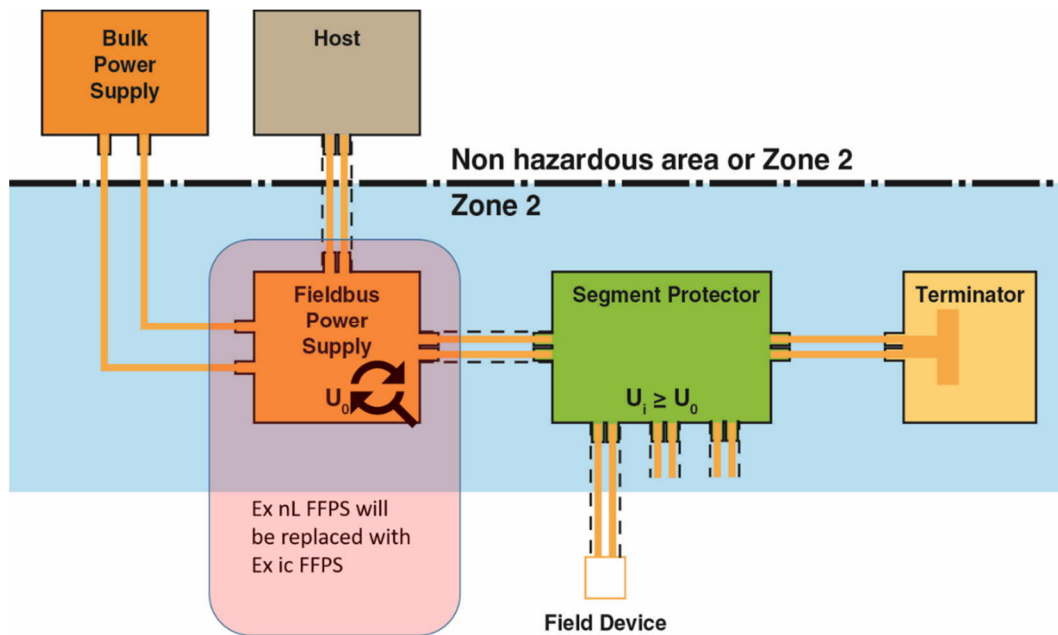 Bulk
Power
Supply
Host
Non hazardous area or Zone 2
Zone 2
Fieldbus
Power
Supply
U₀
Segment Protector
Uᵢ ≥ U₀
Terminator
Ex nL FFPS will
be replaced with
Ex ic FFPS
Field Device